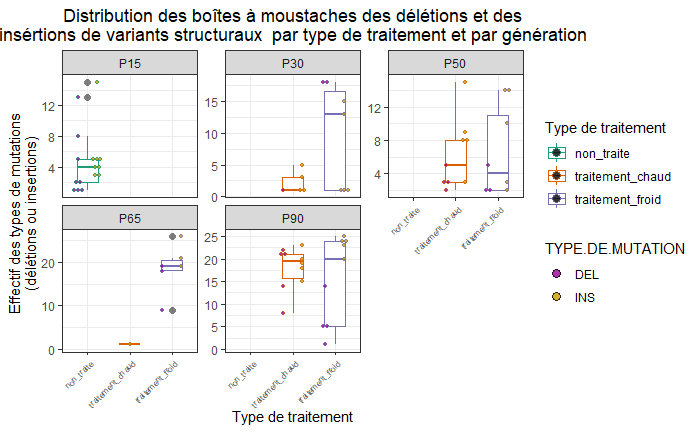 Distribution des boîtes à moustaches des délétions et des
insértions de variants structuraux  par type de traitement et par génération
P15
P30
P50
12
8
4
15
10
5
0
12
8
4
P65
P90
20
10
0
25
20
15
10
5
0
non_traite
traitement_chaud
traitement_froid
non_traite
traitement_chaud
traitement_froid
non_traite
traitement_chaud
traitement_froid
Effectif des types de mutations
(délétions ou insertions)
Type de traitement
Type de traitement
non_traite
traitement_chaud
traitement_froid
TYPE.DE.MUTATION
DEL
INS